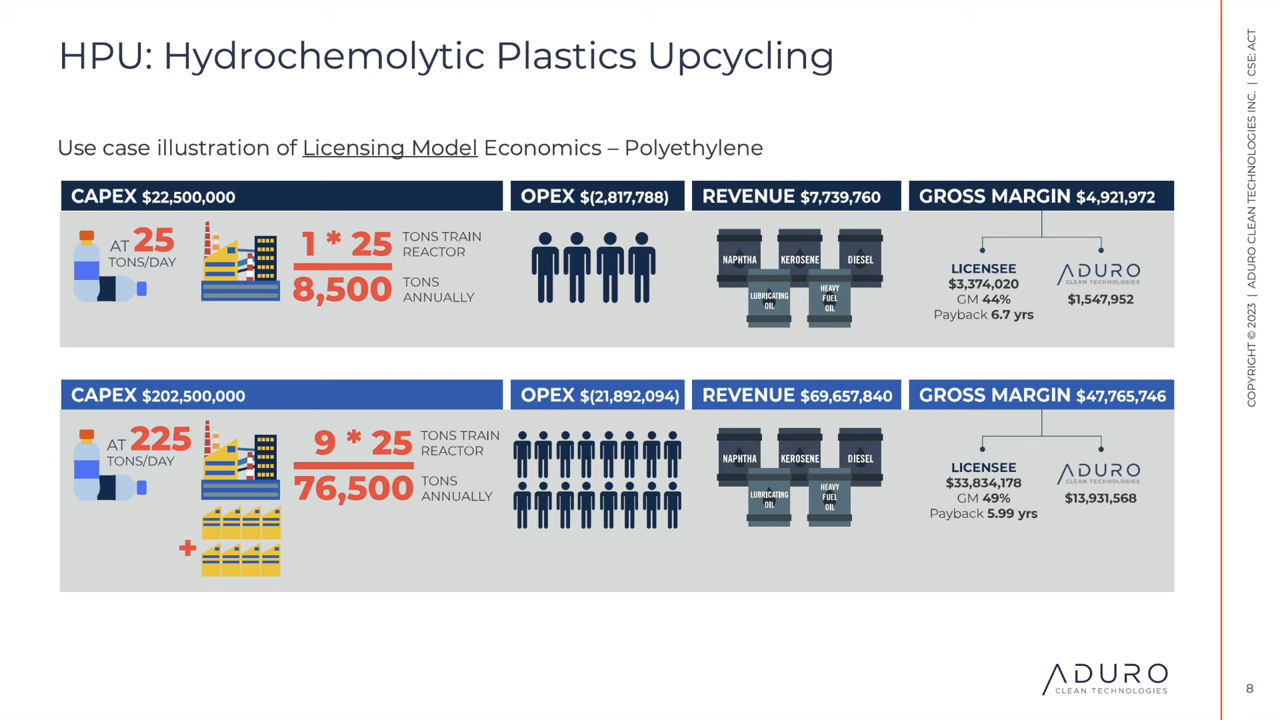 HPU: Hydrochemolytic Plastics Upcycling
Use case illustration of Licensing Model Economics – Polyethylene
CAPEX $22,500,000
OPEX $(2,817,788)
REVENUE $7,739,760
GROSS MARGIN $4,921,972
AT 25
TONS/DAY
1 * 25
TONS TRAIN
REACTOR
8,500
TONS
ANNUALLY
NAPHTHA
KEROSENE
DIESEL
LUBRICATING
OIL
HEAVY
FUEL
OIL
LICENSEE
$3,374,020
GM 44%
Payback 6.7 yrs
ADURO
CLEAN TECHNOLOGIES
$1,547,952
CAPEX $202,500,000
OPEX $(21,892,094)
REVENUE $69,657,840
GROSS MARGIN $47,765,746
AT 225
TONS/DAY
+
9 * 25
TONS TRAIN
REACTOR
76,500
TONS
ANNUALLY
NAPHTHA
KEROSENE
DIESEL
LUBRICATING
OIL
HEAVY
FUEL
OIL
LICENSEE
$33,834,178
GM 49%
Payback 5.99 yrs
ADURO
CLEAN TECHNOLOGIES
$13,931,568
ADURO
CLEAN TECHNOLOGIES
COPYRIGHT © 2023 | ADURO CLEAN TECHNOLOGIES INC. | CSE: ACT
8